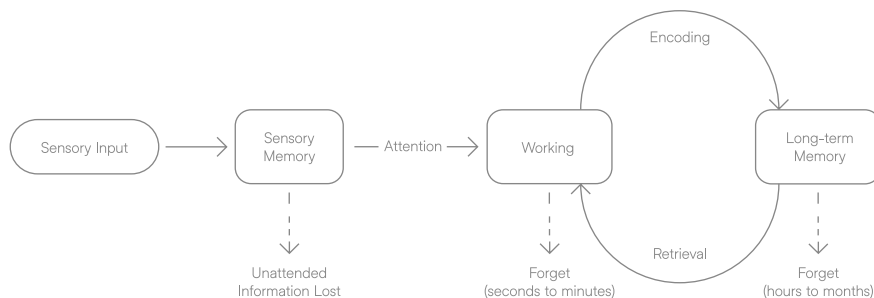 Encoding
Sensory Input
Sensory
Memory
Attention
Working
Long-term
Memory
Retrieval
Unattended
Information Lost
Forget
(seconds to minutes)
Forget
(hours to months)